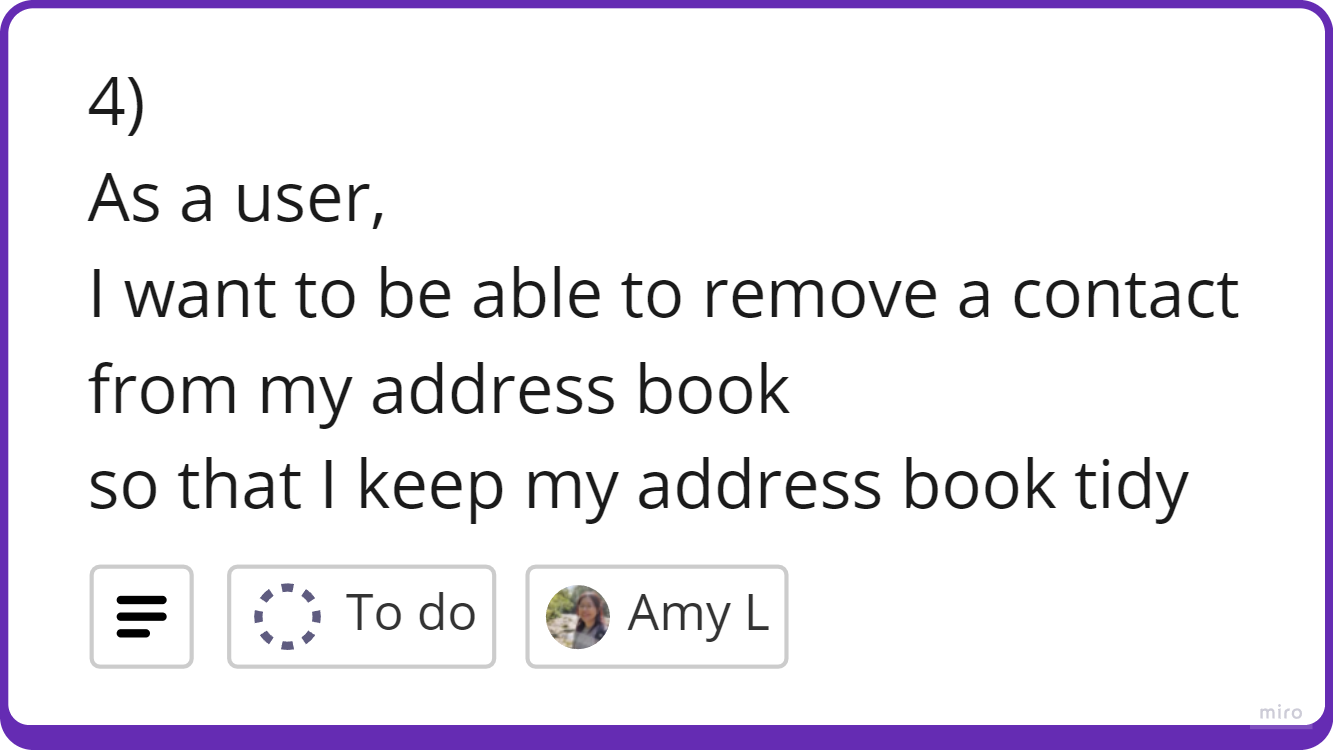 4)
As a user,
I want to be able to remove a contact
from my address book
so that I keep my address book tidy
To do
Amy L
miro